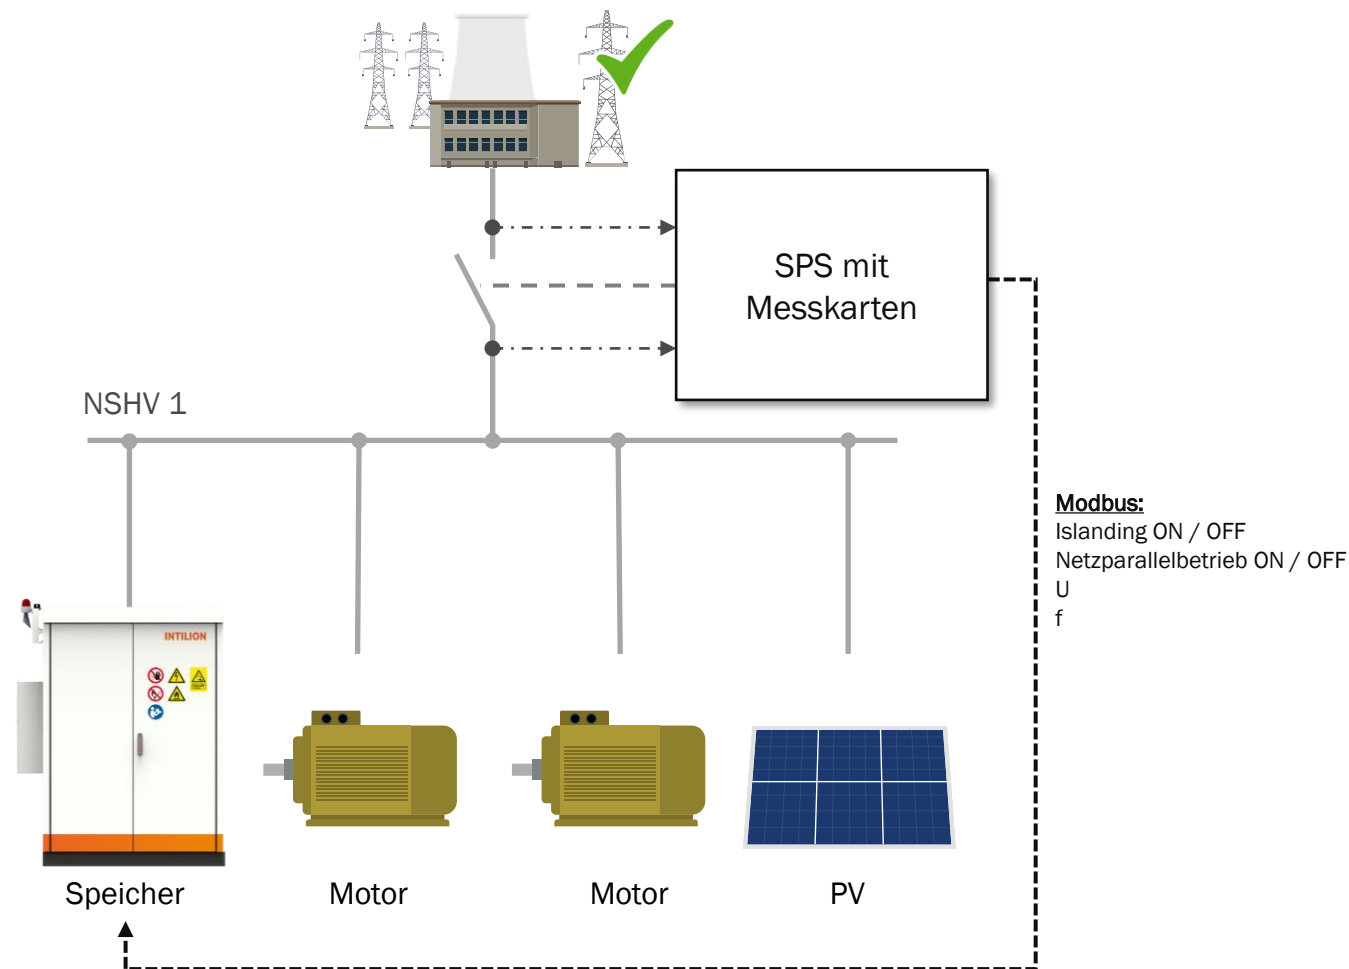 SPS mit
Messkarten
NSHV 1
Modbus:
Islanding ON / OFF
Netzparallelbetrieb ON / OFF
U
f
INTILION
Speicher
Motor
Motor
PV